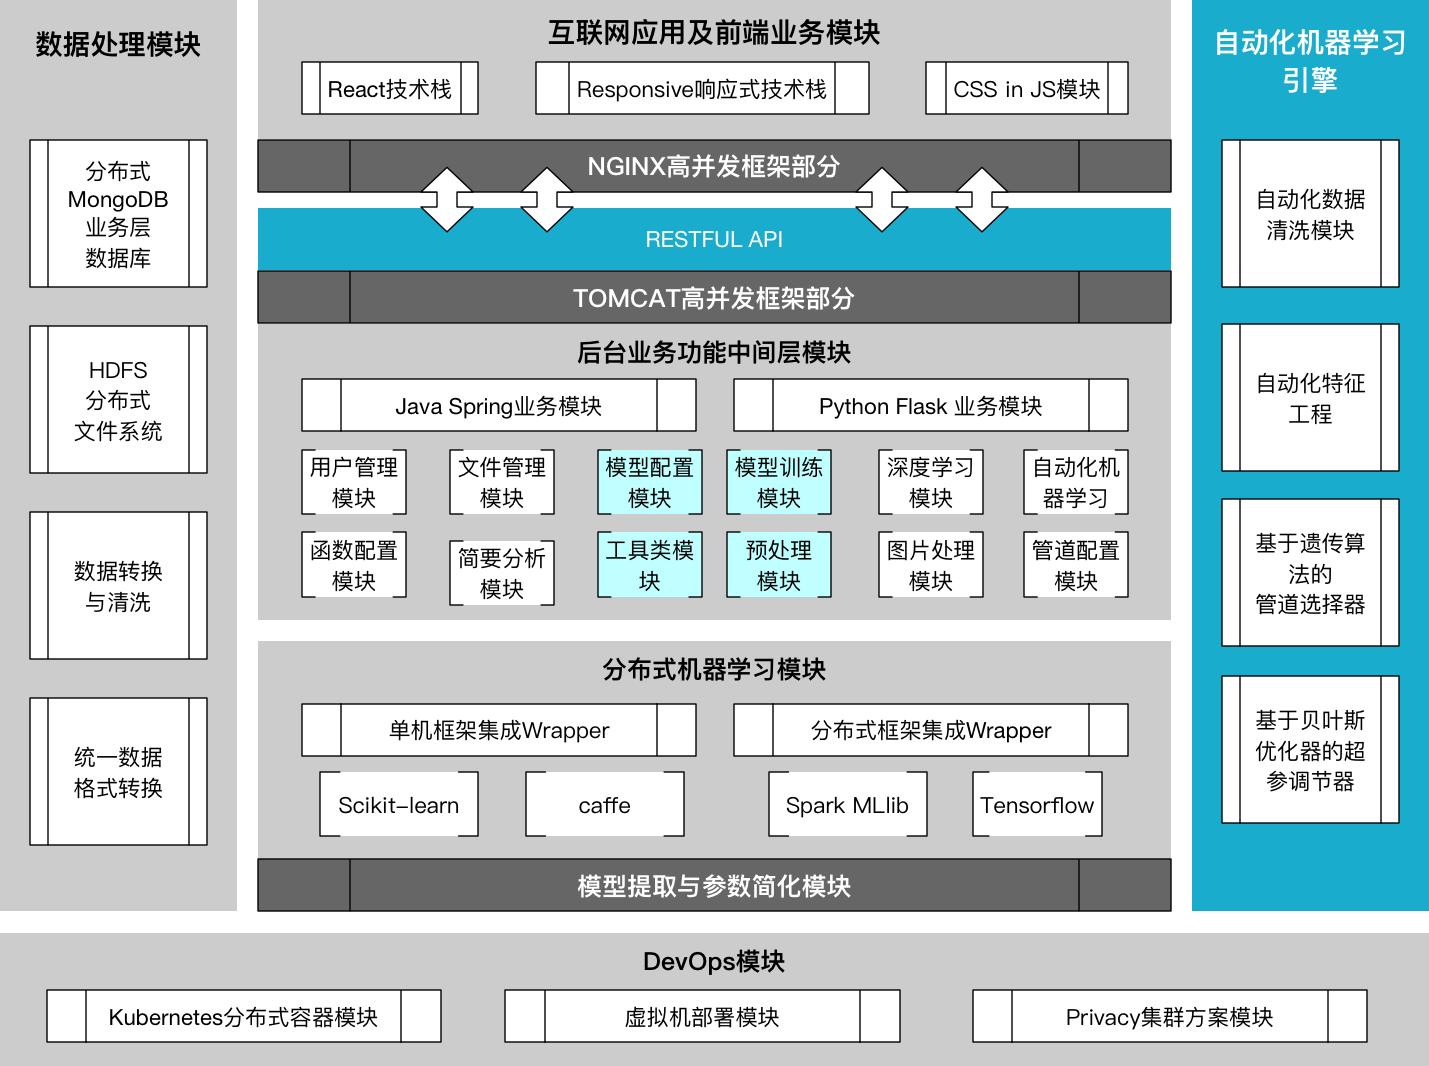 数据处理模块
分布式
MongoDB
业务层
数据库
HDFS
分布式
文件系统
数据转换
与清洗
统一数据
格式转换
互联网应用及前端业务模块
React技术栈
Responsive响应式技术栈
CSS in JS模块
NGINX高并发框架部分
RESTFUL API
TOMCAT高并发框架部分
后台业务功能中间层模块
Java Spring业务模块
Python Flask 业务模块
用户管理
模块
文件管理
模块
模型配置
模块
模型训练
模块
深度学习
模块
自动化机
器学习
函数配置
模块
简要分析
模块
工具类模
块
预处理
模块
图片处理
模块
管道配置
模块
分布式机器学习模块
单机框架集成Wrapper
分布式框架集成Wrapper
Scikit-learn
caffe
Spark MLlib
Tensorflow
模型提取与参数简化模块
自动化机器学习
引擎
自动化数据
清洗模块
自动化特征
工程
基于遗传算
法的
管道选择器
基于贝叶斯
优化器的超
参调节器
DevOps模块
Kubernetes分布式容器模块
虚拟机部署模块
Privacy集群方案模块